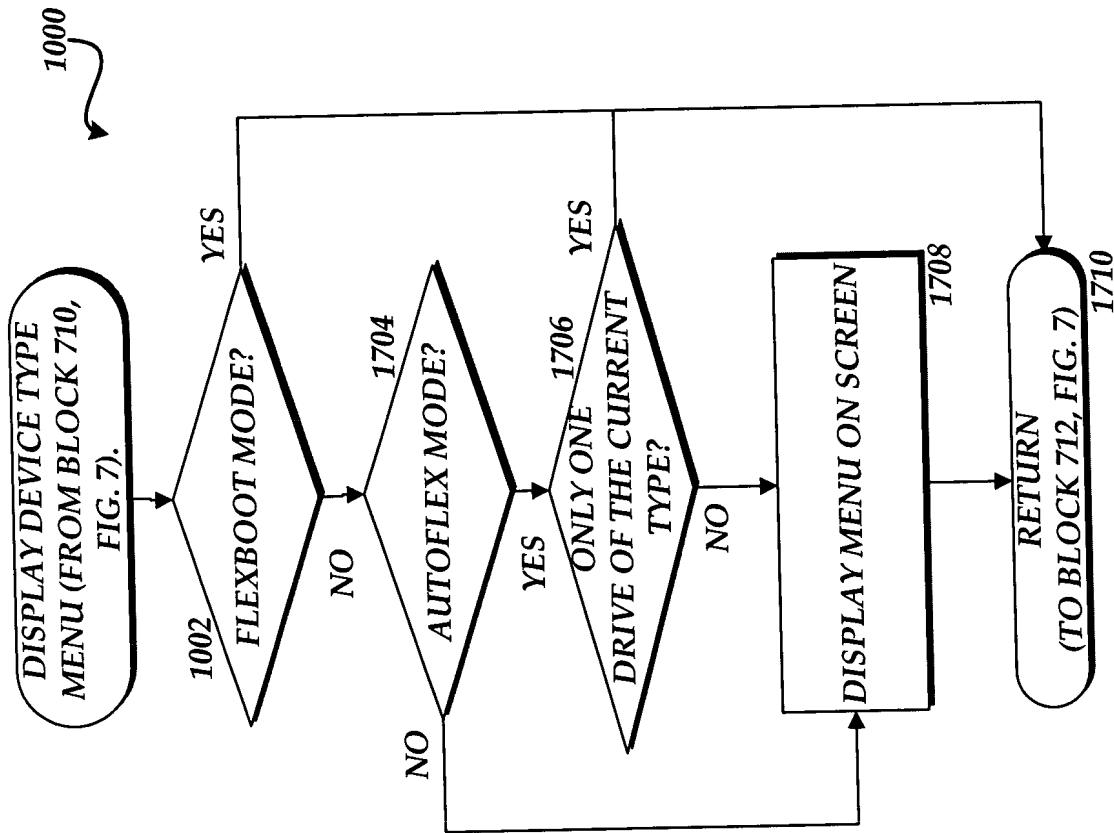 1000
DISPLAY DEVICE TYPE
MENU (FROM BLOCK 710,
FIG. 7).
1002
FLEXBOOT MODE?
YES
NO
1704
AUTOFLEX MODE?
NO
YES
1706
ONLY ONE
DRIVE OF THE CURRENT
TYPE?
YES
NO
DISPLAY MENU ON SCREEN
1708
RETURN
(TO BLOCK 712, FIG. 7)
1710